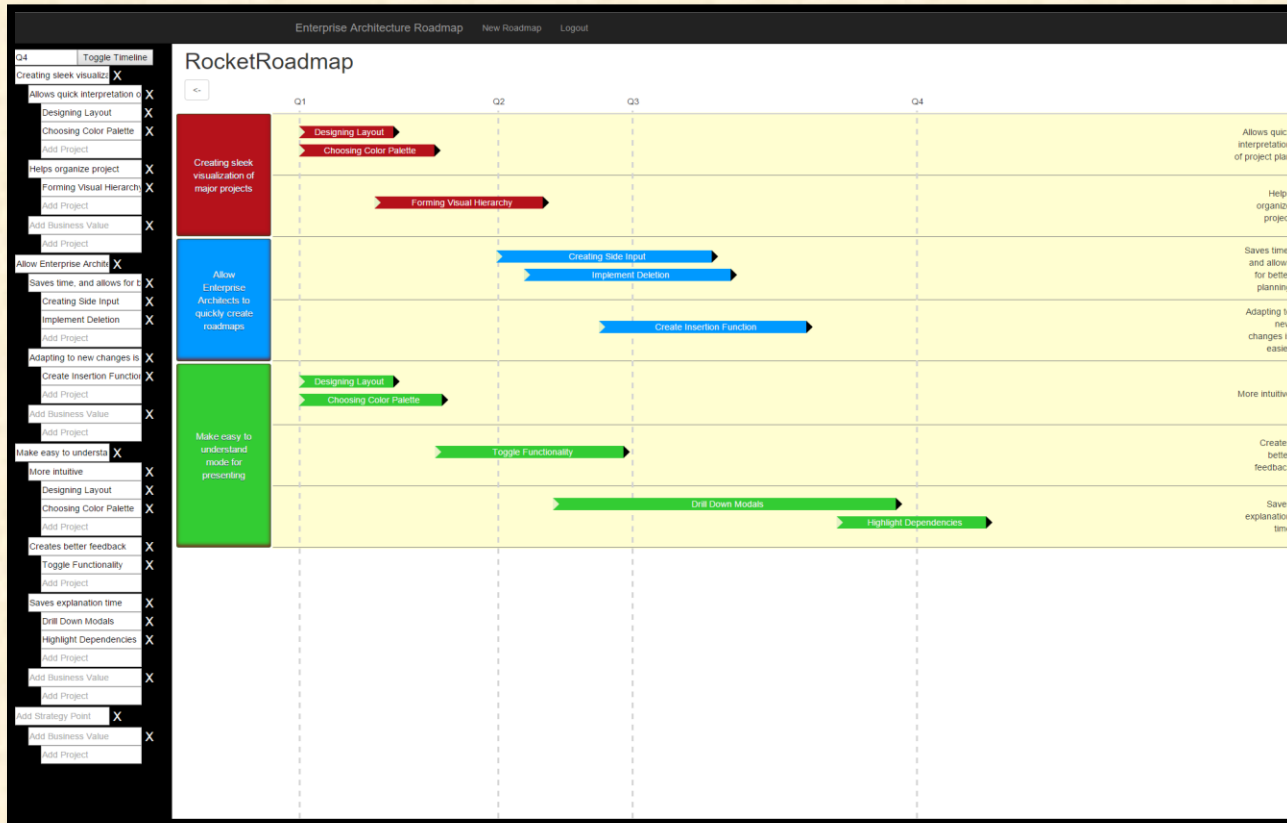 Enterprise Architecture Roadmap New Roadmap Logout
Q4 Toggle Timeline
Creating sleek visualiza X
Allows quick interpretation o X
Designing Layout X
Choosing Color Palette X
Add Project
Helps organize project X
Forming Visual Hierarchy X
Add Project
Add Business Value X
Add Project
Allow Enterprise Archite X
Saves time, and allows for b X
Creating Side Input X
Implement Deletion X
Add Project
Adapting to new changes is X
Create Insertion Function X
Add Project
Add Business Value X
Add Project
Make easy to understa X
More intuitive X
Designing Layout X
Choosing Color Palette X
Add Project
Creates better feedback X
Toggle Functionality X
Add Project
Saves explanation time X
Drill Down Modals X
Highlight Dependencies X
Add Project
Add Business Value X
Add Project
Add Strategy Point X
Add Business Value X
Add Project
RocketRoadmap
<-
Q1 Q2 Q3 Q4
Creating sleek
visualization of
major projects
Designing Layout
Choosing Color Palette
Allows quic
interpretation
of project pla
Forming Visual Hierarchy
Help
organize
projec
Allow
Enterprise
Architects to
quickly create
roadmaps
Creating Side Input
Implement Deletion
Saves time
and allow
for bette
planning
Create Insertion Function
Adapting t
new
changes i
easie
Make easy to
understand
mode for
presenting
Designing Layout
Choosing Color Palette
More intuitive
Toggle Functionality
Create
bette
feedbac
Drill Down Modals
Highlight Dependencies
Save
explanation
time